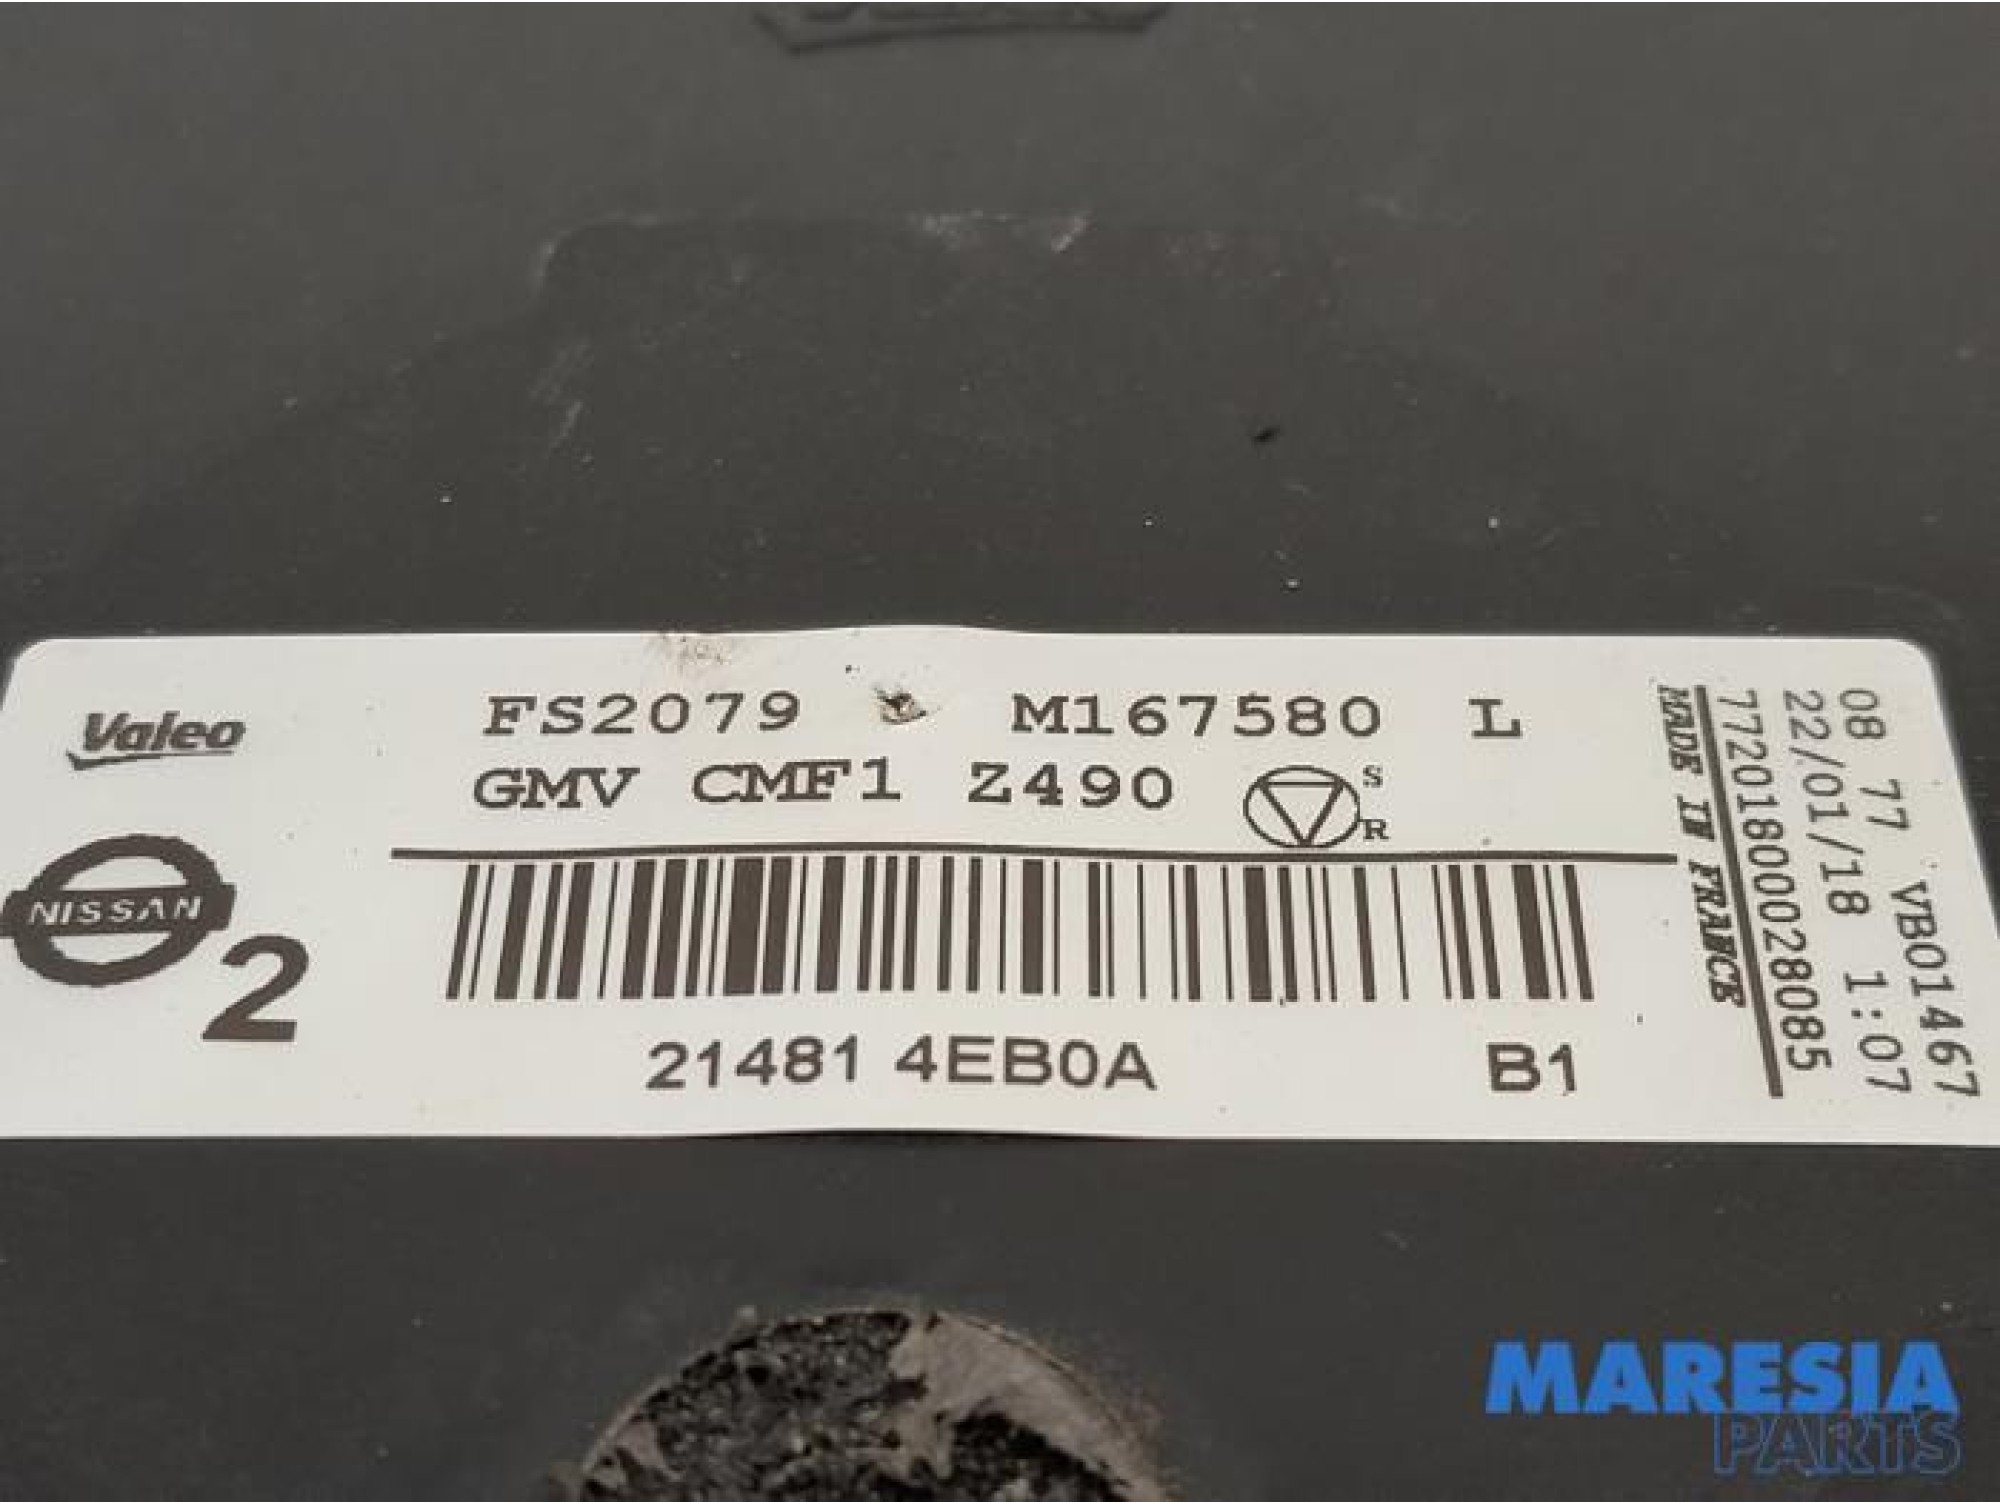 Valeo
FS2079 M167580 L
GMV CMF1 Z490 S R
NISSAN 2
21481 4EB0A B1
MADE IN FRANCE
7720180000280085
22/01/18 1:07
08 77 VB01467
MARESIA
PARTS